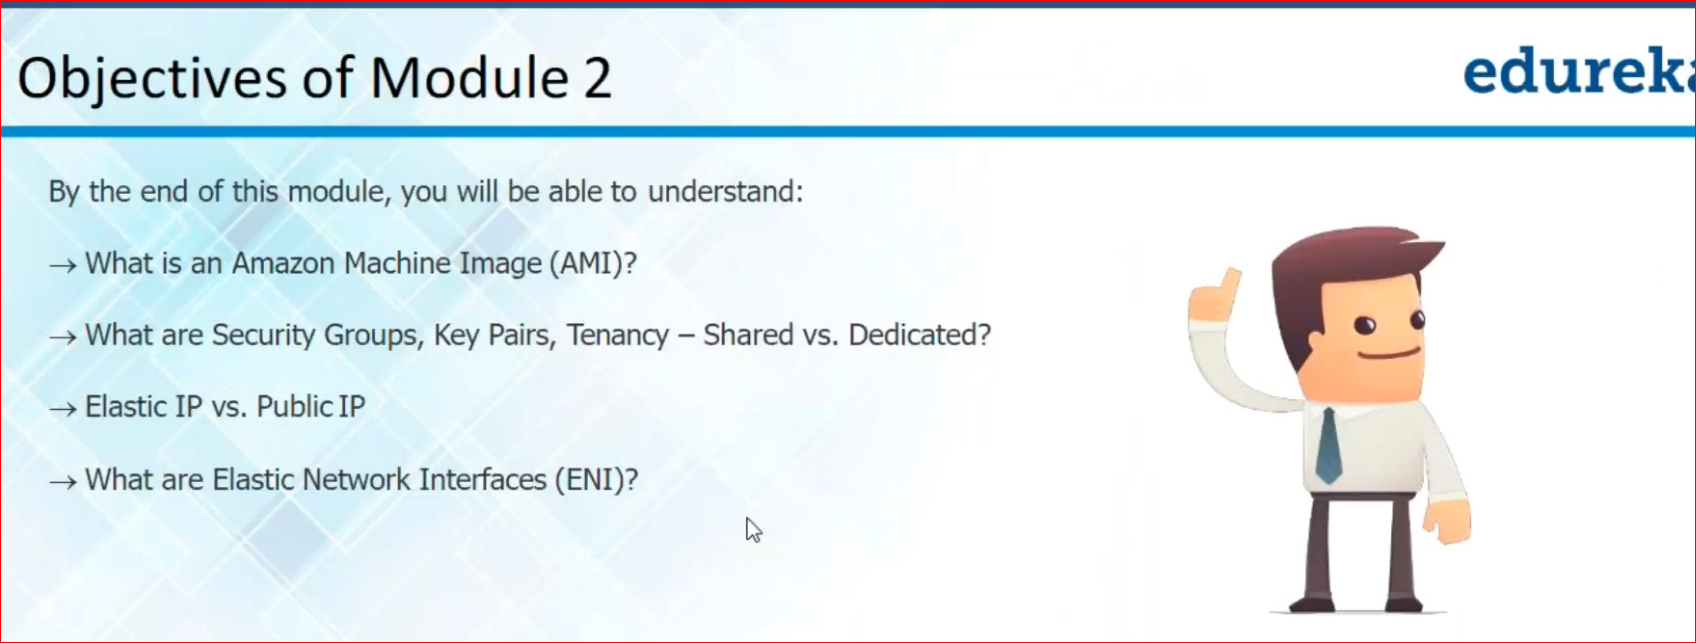 Objectives of Module 2
edureka
By the end of this module, you will be able to understand:
→ What is an Amazon Machine Image (AMI)?
→ What are Security Groups, Key Pairs, Tenancy – Shared vs. Dedicated?
→ Elastic IP vs. Public IP
→ What are Elastic Network Interfaces (ENI)?